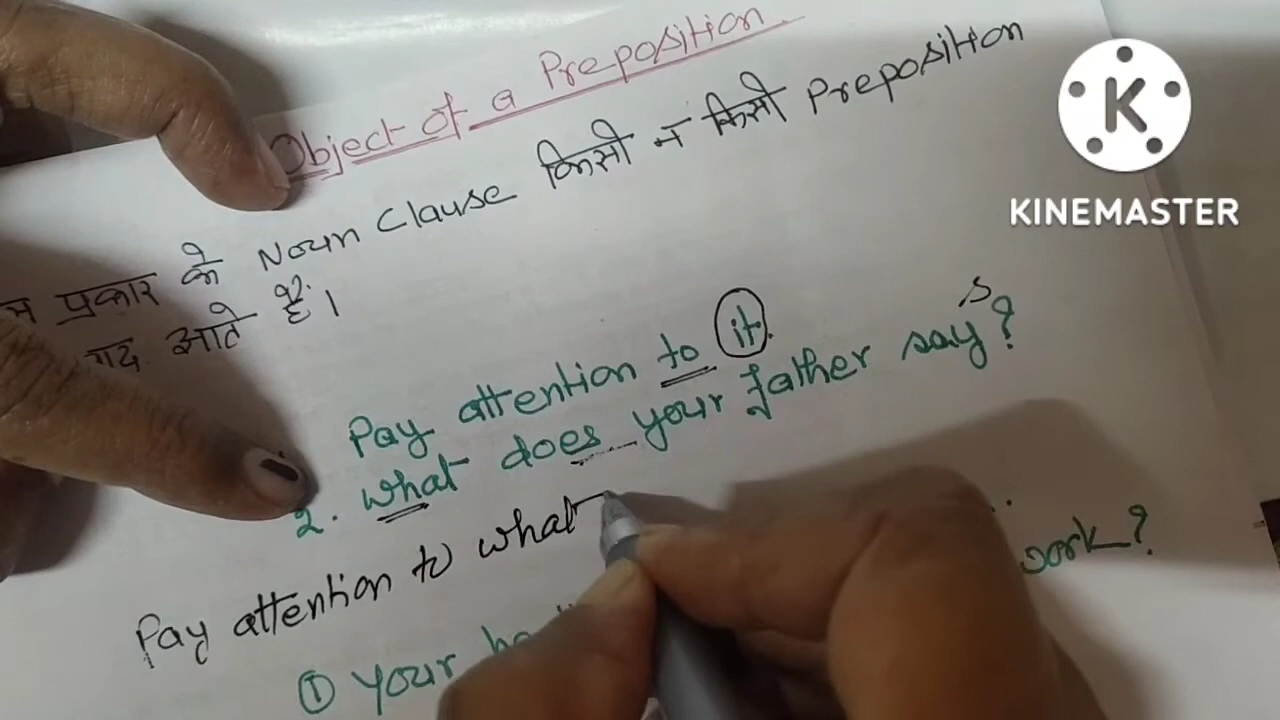 Object of a Preposition
प्रकार के Noun Clause किसी न किसी Preposition
आते हैं।
Pay attention to it.
s
2. what does your father say?
Pay attention to what
① your
work?
KINEMASTER